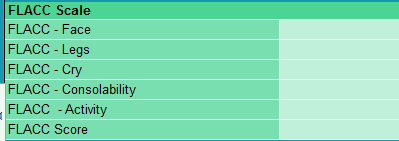 FLACC Scale
FLACC - Face
FLACC - Legs
FLACC - Cry
FLACC - Consolability
FLACC  - Activity
FLACC Score